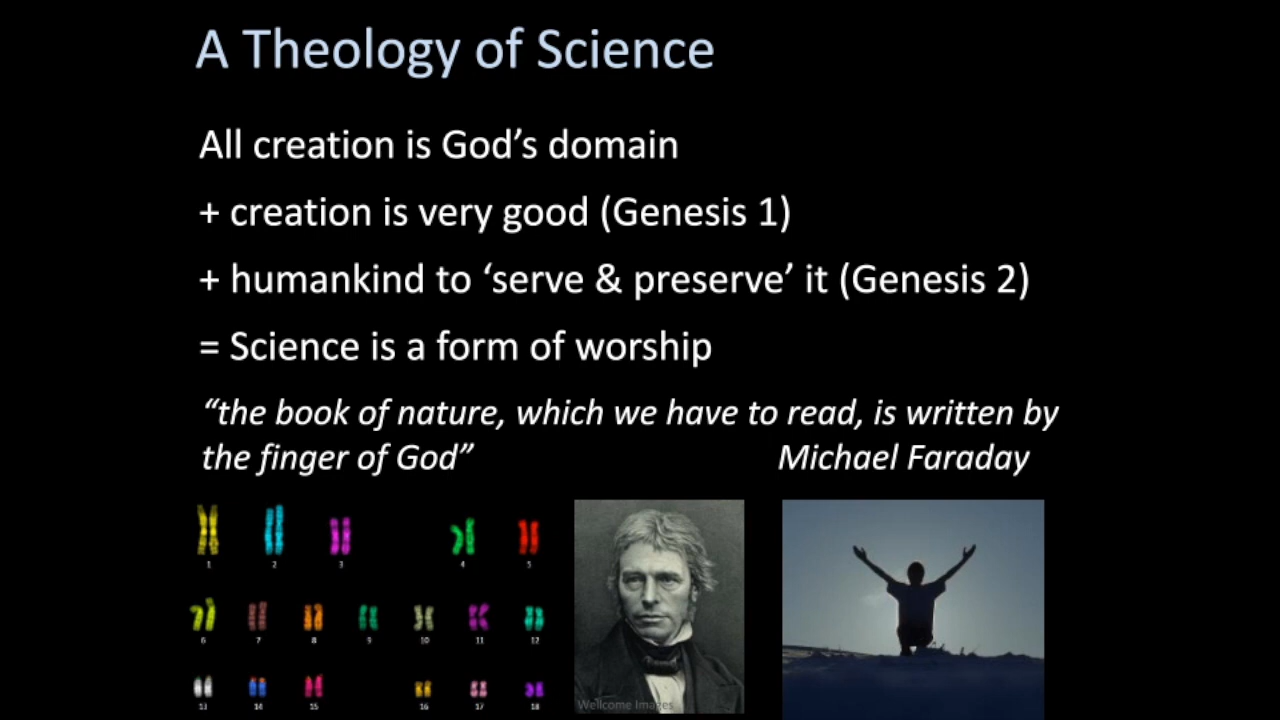 A Theology of Science
All creation is God’s domain
+ creation is very good (Genesis 1)
+ humankind to ‘serve & preserve’ it (Genesis 2)
= Science is a form of worship
“the book of nature, which we have to read, is written by
the finger of God” Michael Faraday
1 2 3 4 5
6 7 8 9 10 11 12
13 14 15 16 17 18
Wellcome Images